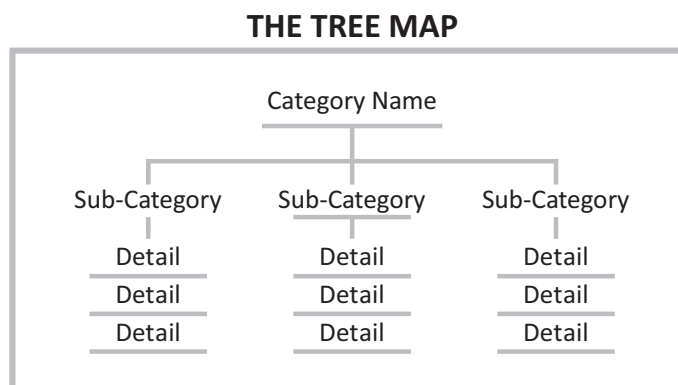 THE TREE MAP
Category Name
Sub-Category Sub-Category Sub-Category
Detail Detail Detail
Detail Detail Detail
Detail Detail Detail